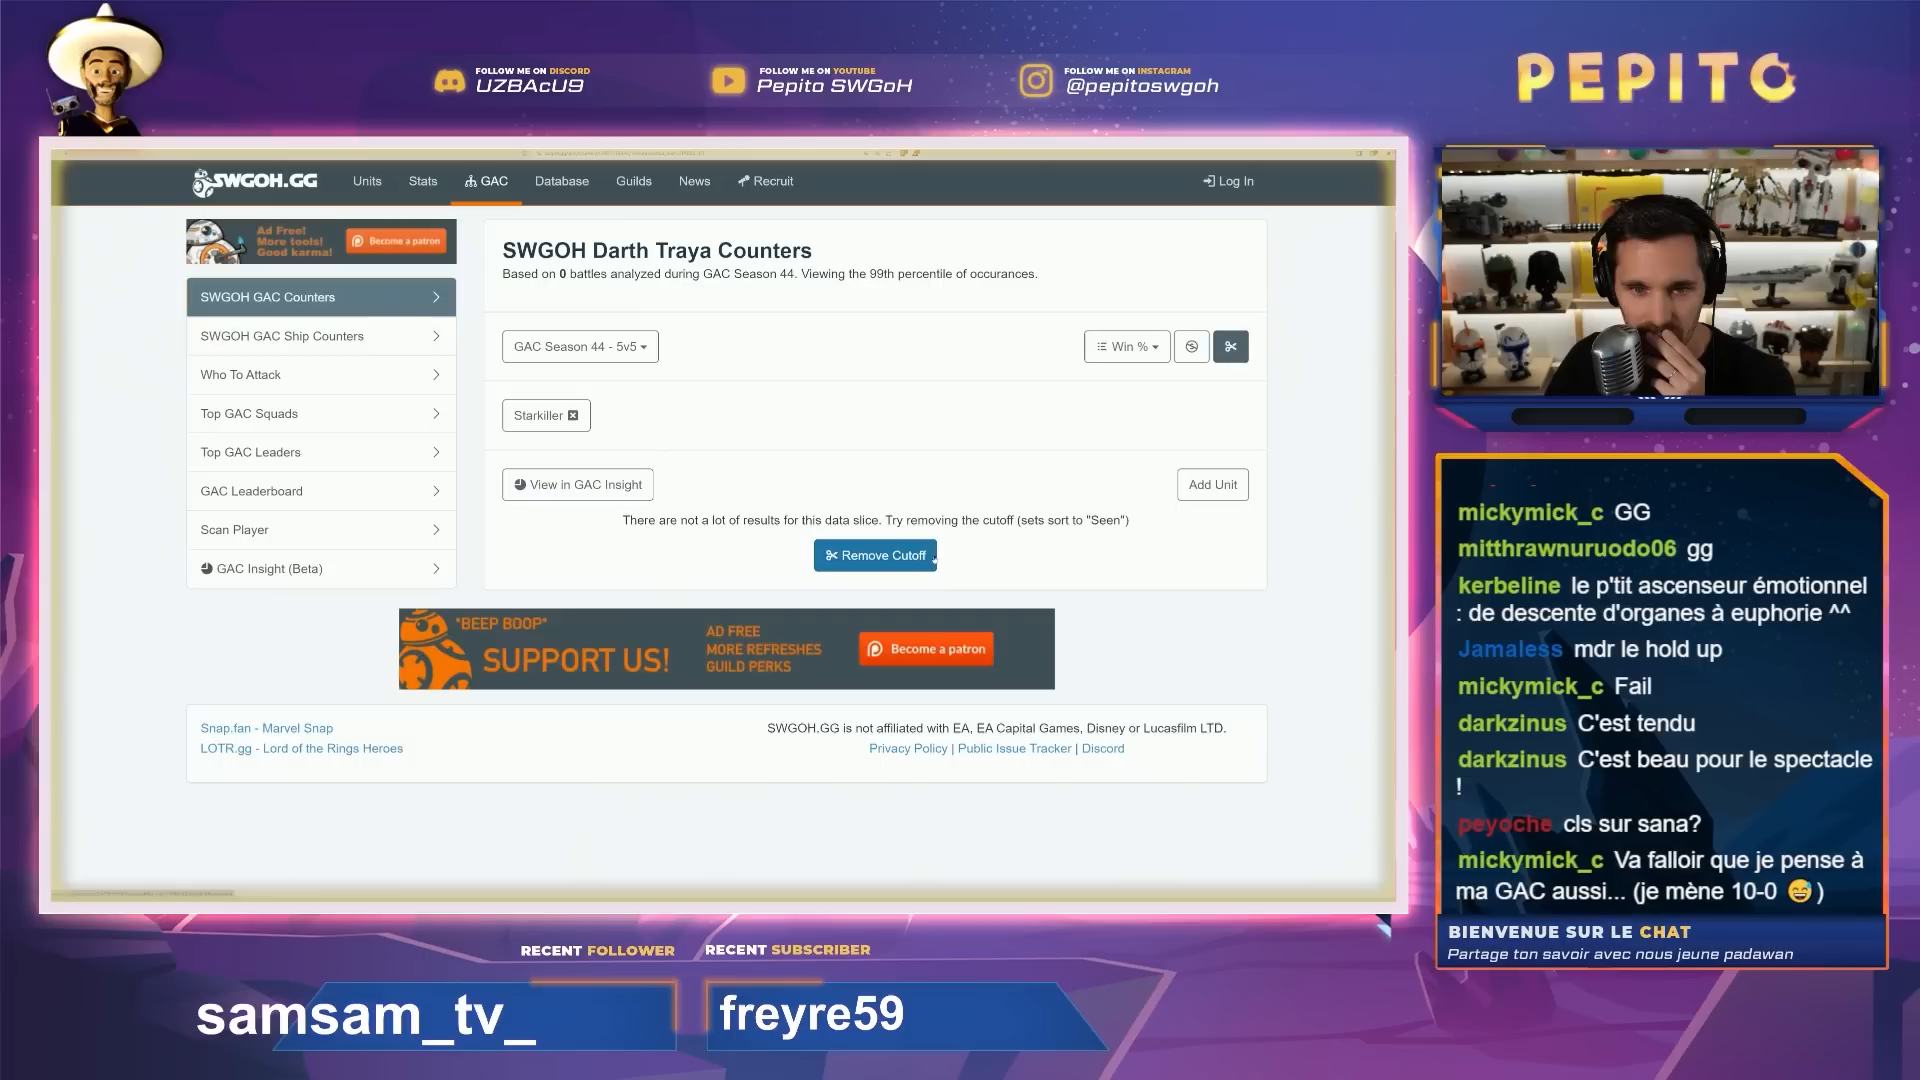 FOLLOW ME ON DISCORD
UZBAcU9
FOLLOW ME ON YOUTUBE
Pepito SWGoH
FOLLOW ME ON INSTAGRAM
@pepitoswgoh
PEPITO
SWGOH.GG
Units
Stats
GAC
Database
Guilds
News
Recruit
Log In
Ad Free!
More tools!
Good karma!
Become a patron
SWGOH GAC Counters
SWGOH GAC Ship Counters
Who To Attack
Top GAC Squads
Top GAC Leaders
GAC Leaderboard
Scan Player
GAC Insight (Beta)
SWGOH Darth Traya Counters
Based on 0 battles analyzed during GAC Season 44. Viewing the 99th percentile of occurances.
GAC Season 44 - 5v5
Win %
Starkiller
View in GAC Insight
Add Unit
There are not a lot of results for this data slice. Try removing the cutoff (sets sort to "Seen")
Remove Cutoff
"BEEP BOOP"
SUPPORT US!
AD FREE
MORE REFRESHES
GUILD PERKS
Become a patron
Snap.fan - Marvel Snap
LOTR.gg - Lord of the Rings Heroes
SWGOH.GG is not affiliated with EA, EA Capital Games, Disney or Lucasfilm LTD.
Privacy Policy | Public Issue Tracker | Discord
mickymick_c GG
mitthrawnuruodo06 gg
kerbeline le p'tit ascenseur émotionnel
: de descente d'organes à euphorie ^^
Jamaless mdr le hold up
mickymick_c Fail
darkzinus C'est tendu
darkzinus C'est beau pour le spectacle
!
peyoche cls sur sana?
mickymick_c Va falloir que je pense à
ma GAC aussi... (je mène 10-0 😅)
BIENVENUE SUR LE CHAT
Partage ton savoir avec nous jeune padawan
RECENT FOLLOWER
samsam_tv_
RECENT SUBSCRIBER
freyre59